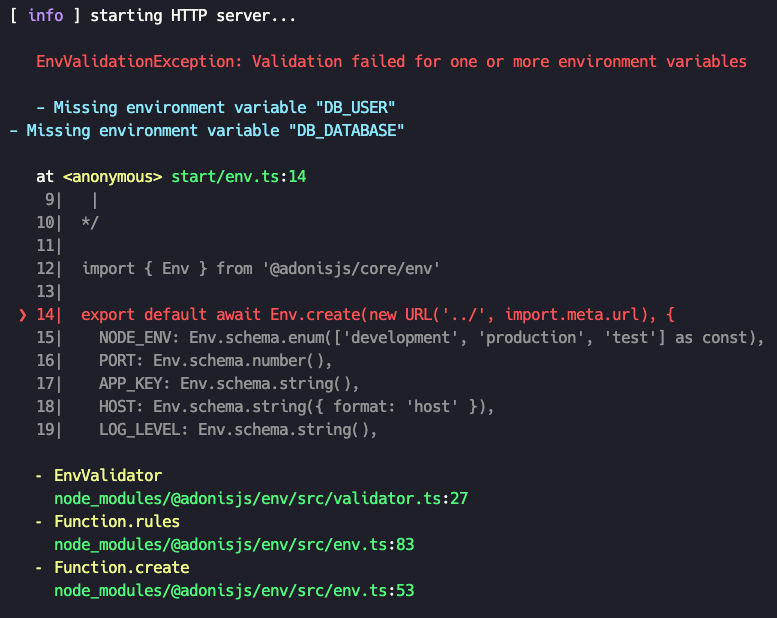 [ info ] starting HTTP server...
EnvValidationException: Validation failed for one or more environment variables
- Missing environment variable "DB_USER"
- Missing environment variable "DB_DATABASE"
at <anonymous> start/env.ts:14
9|   |
10|  */
11|
12|  import { Env } from '@adonisjs/core/env'
13|
❯ 14|  export default await Env.create(new URL('../', import.meta.url), {
15|    NODE_ENV: Env.schema.enum(['development', 'production', 'test'] as const),
16|    PORT: Env.schema.number(),
17|    APP_KEY: Env.schema.string(),
18|    HOST: Env.schema.string({ format: 'host' }),
19|    LOG_LEVEL: Env.schema.string(),
- EnvValidator
node_modules/@adonisjs/env/src/validator.ts:27
- Function.rules
node_modules/@adonisjs/env/src/env.ts:83
- Function.create
node_modules/@adonisjs/env/src/env.ts:53